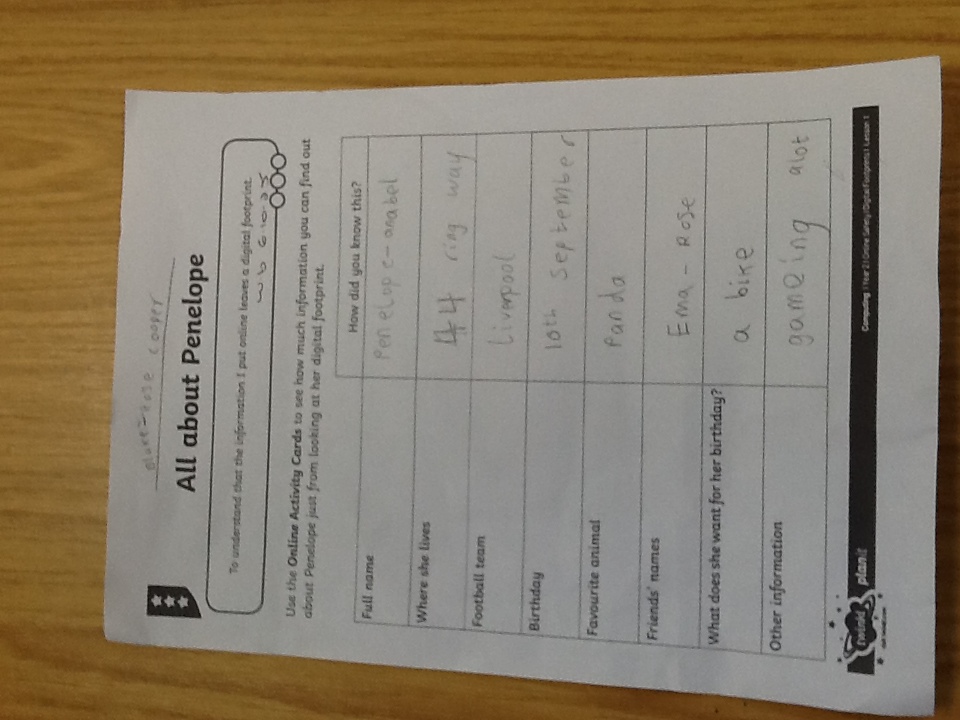 -rose cooper
All about Penelope
To understand that the information I put online leaves a digital footprint.
Use the Online Activity Cards to see how much information you can find out
about Penelope just from looking at her digital footprint.
How did you know this?
Full name penelope-anabel
Where she lives 44 ring way
Football team Liverpool
Birthday 10th september
Favourite animal Panda
Friends' names Ema-Rose
What does she want for her birthday? a bike
Other information gameing alot
twinkl planit
Computing | Year 2 | Online Safety | Digital Footprints | Lesson 1